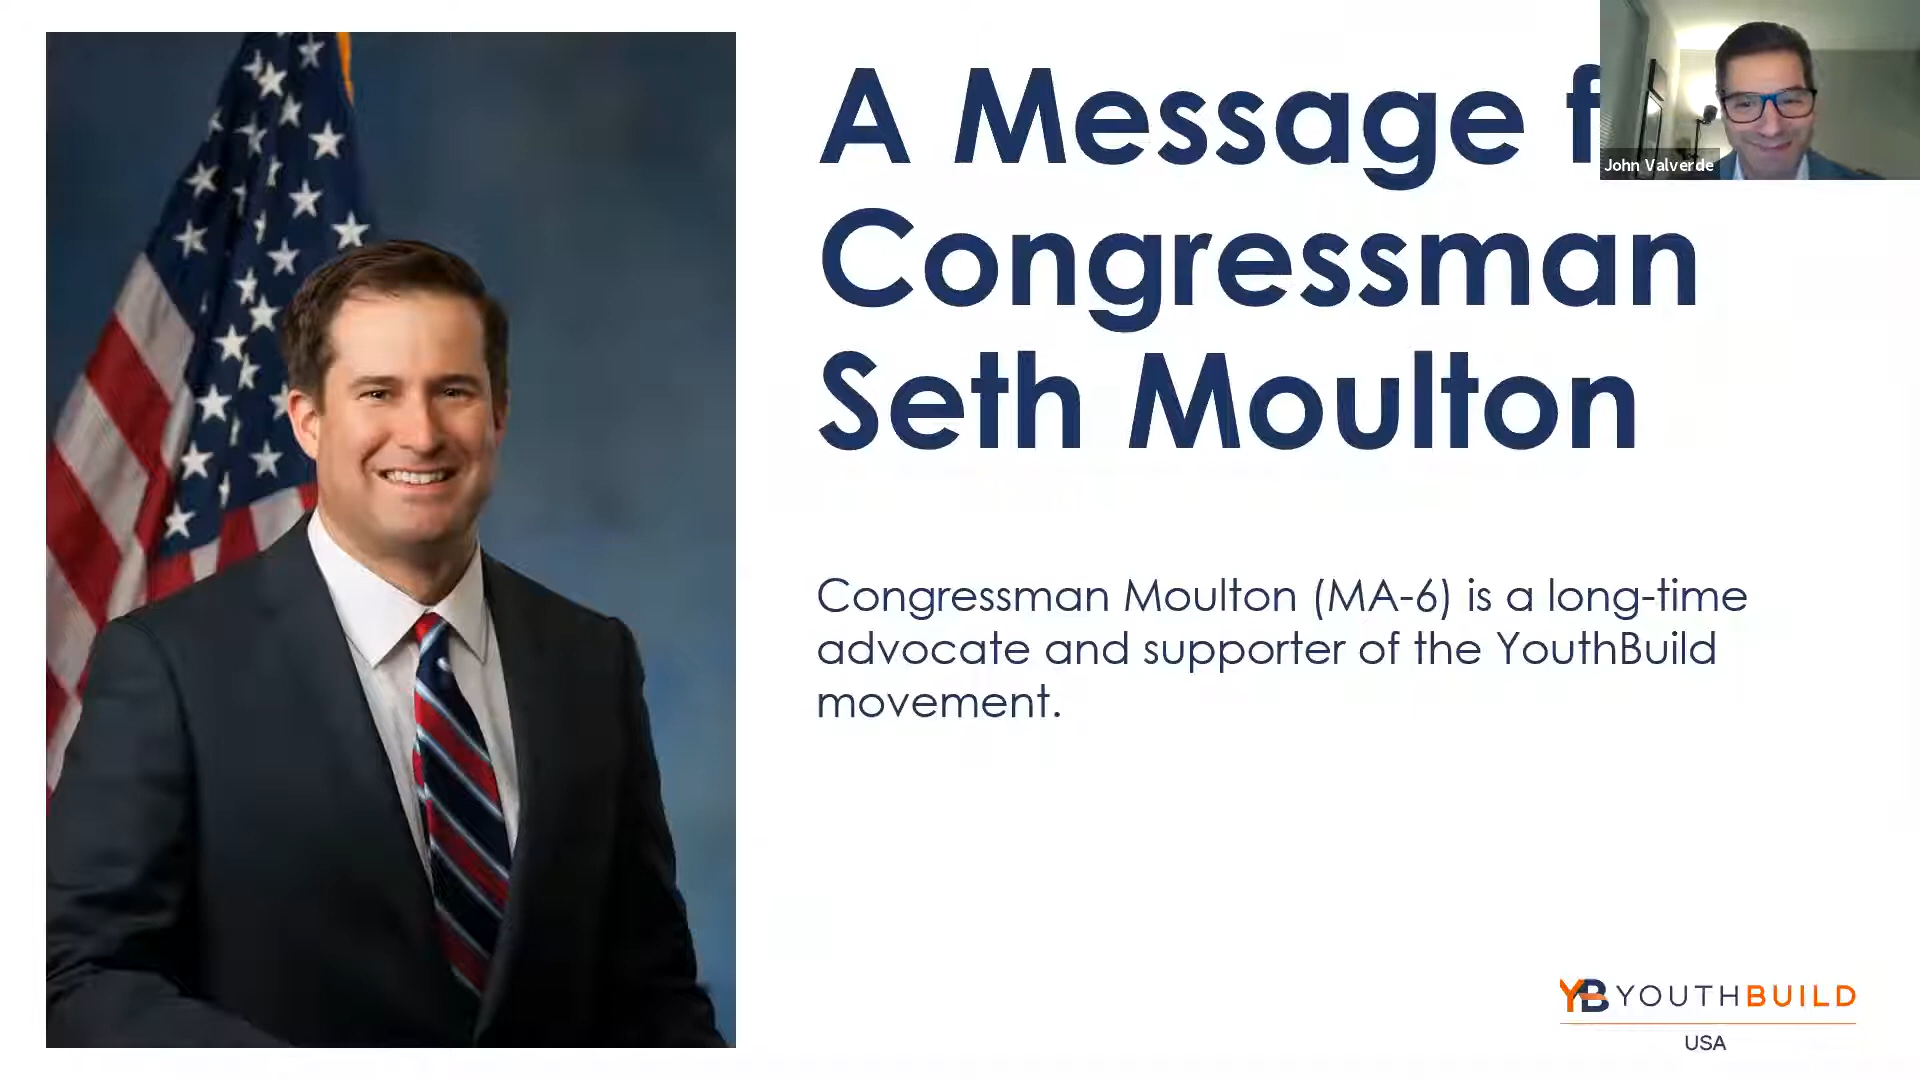 A Message f
Congressman
Seth Moulton
John Valverde
Congressman Moulton (MA-6) is a long-time
advocate and supporter of the YouthBuild
movement.
YB YOUTHBUILD
USA